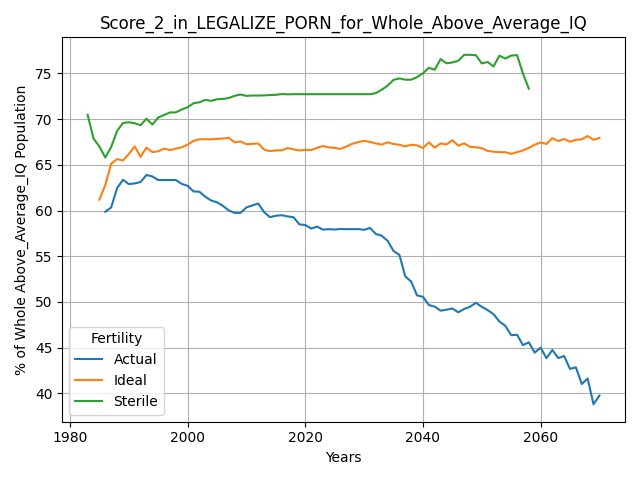 Score_2_in_LEGALIZE_PORN_for_Whole_Above_Average_IQ
% of Whole Above_Average_IQ Population
75
70
65
60
55
50
45
40
Fertility
Actual
Ideal
Sterile
1980
2000
2020
2040
2060
Years